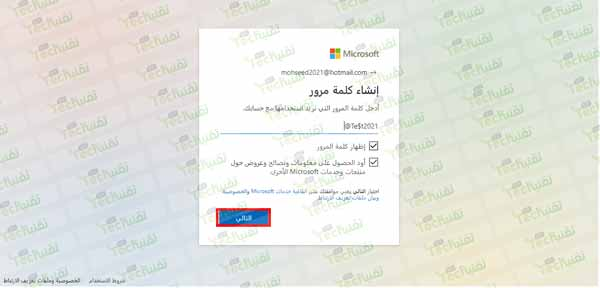 Microsoft
mohseed2021@hotmail.com
إنشاء كلمة مرور
أدخل كلمة المرور التي تريد استخدامها مع حسابك.
@Te$t2021
إظهار كلمة المرور
أود الحصول على معلومات ونصائح وعروض حول
منتجات وخدمات Microsoft الأخرى.
اختيار التالي يعني موافقتك على اتفاقية خدمات Microsoft والخصوصية
وبيان ملفات تعريف الارتباط.
التالي
شروط الاستخدام الخصوصية وملفات تعريف الارتباط